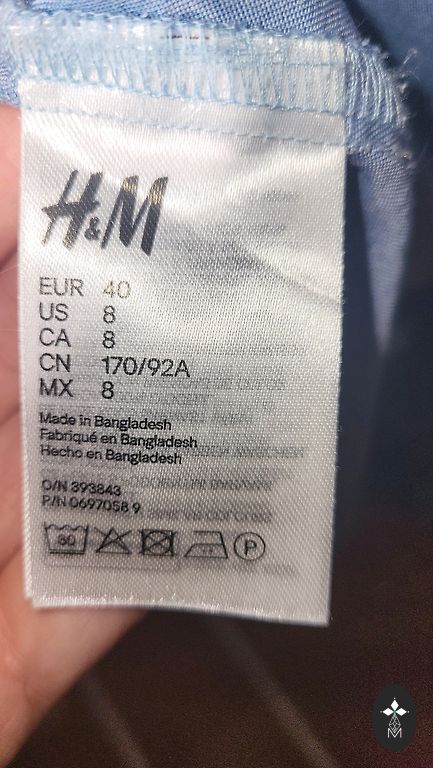 H&M
EUR 40
US 8
CA 8
CN 170/92A
MX 8
Made in Bangladesh
Fabriqué en Bangladesh
Hecho en Bangladesh
O/N 393843
P/N 0697058 9
P